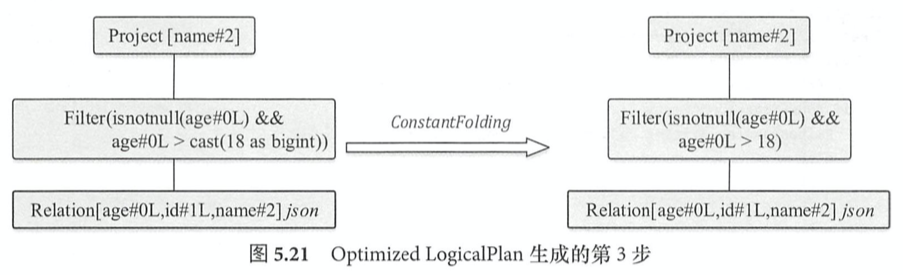 Project [name#2]
Filter(isnotnull(age#0L) &&
age#0L > cast(18 as bigint))
Relation[age#0L,id#1L,name#2] json
ConstantFolding
Project [name#2]
Filter(isnotnull(age#0L) &&
age#0L > 18)
Relation[age#0L,id#1L,name#2] json
图 5.21 Optimized LogicalPlan 生成的第 3 步